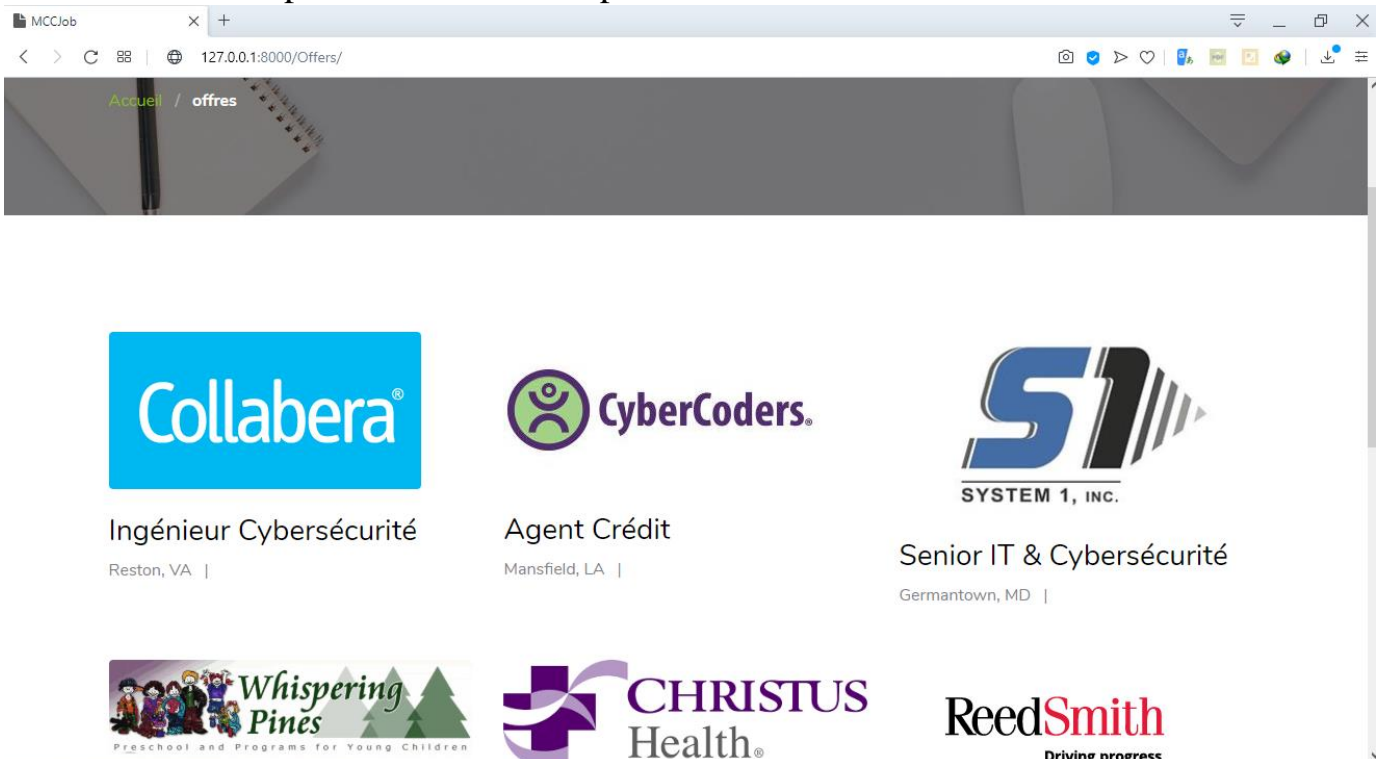 MCCJob
127.0.0.1:8000/Offers/
Accueil / offres
Collabera®
CyberCoders®
S1
SYSTEM 1, INC.
Ingénieur Cybersécurité
Reston, VA |
Agent Crédit
Mansfield, LA |
Senior IT & Cybersécurité
Germantown, MD |
Whispering
Pines
Preschool and Programs for Young Children
CHRISTUS
Health®
ReedSmith
Driving progress